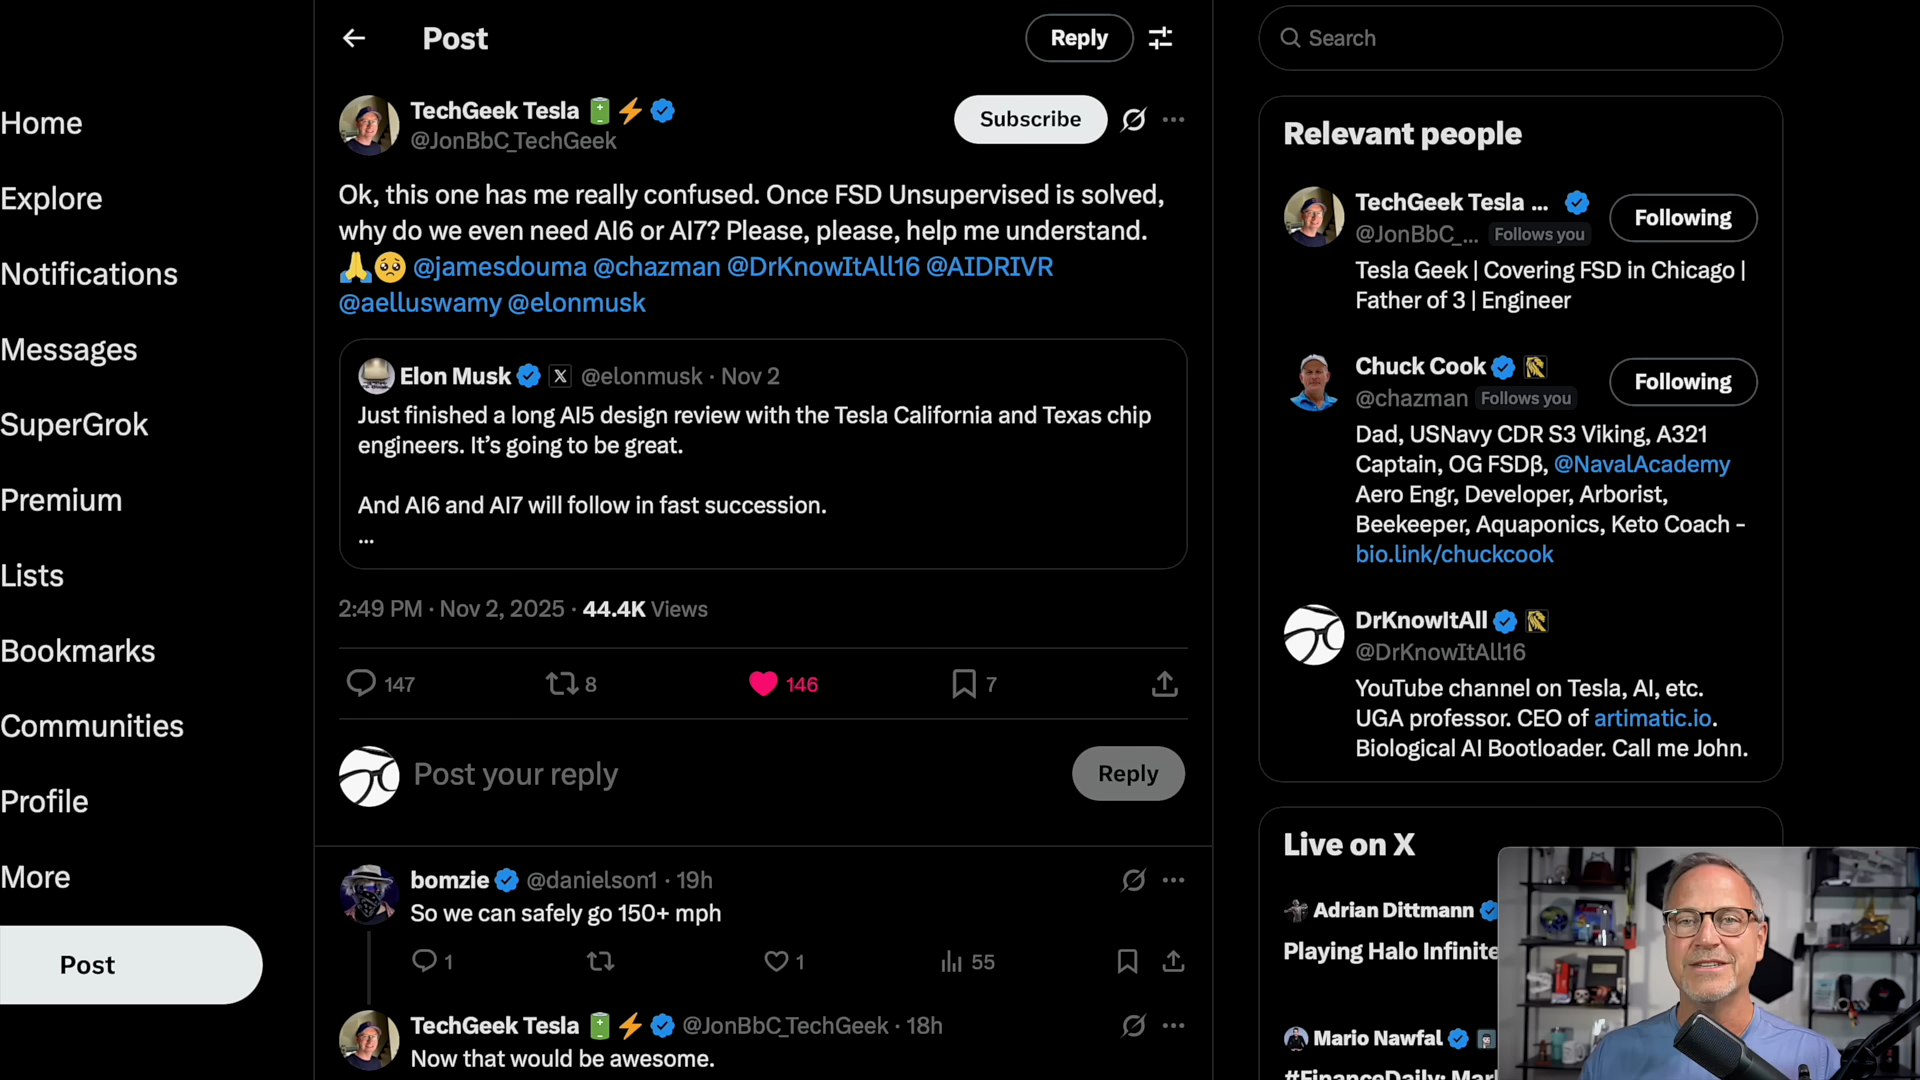 Home
Explore
Notifications
Messages
SuperGrok
Premium
Lists
Bookmarks
Communities
Profile
More
Post
Post
Reply
TechGeek Tesla 🔋⚡
@JonBbC_TechGeek
Subscribe
Ok, this one has me really confused. Once FSD Unsupervised is solved,
why do we even need AI6 or AI7? Please, please, help me understand.
🙏🥺 @jamesdouma @chazman @DrKnowItAll16 @AIDRIVR
@aelluswamy @elonmusk
Elon Musk X @elonmusk · Nov 2
Just finished a long AI5 design review with the Tesla California and Texas chip
engineers. It’s going to be great.
And AI6 and AI7 will follow in fast succession.
...
2:49 PM · Nov 2, 2025 · 44.4K Views
147 8 146 7
Post your reply
Reply
bomzie @danielson1 · 19h
So we can safely go 150+ mph
1 1 55
TechGeek Tesla 🔋⚡ @JonBbC_TechGeek · 18h
Now that would be awesome.
Search
Relevant people
TechGeek Tesla ...
@JonBbC_... Follows you
Following
Tesla Geek | Covering FSD in Chicago |
Father of 3 | Engineer
Chuck Cook
@chazman Follows you
Following
Dad, USNavy CDR S3 Viking, A321
Captain, OG FSDβ, @NavalAcademy
Aero Engr, Developer, Arborist,
Beekeeper, Aquaponics, Keto Coach -
bio.link/chuckcook
DrKnowItAll
@DrKnowItAll16
YouTube channel on Tesla, AI, etc.
UGA professor. CEO of artimatic.io.
Biological AI Bootloader. Call me John.
Live on X
Adrian Dittmann
Playing Halo Infinite
Mario Nawfal
#FinanceDaily: